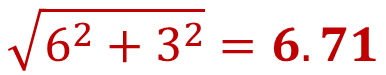 √(6² + 3²) = 6.71